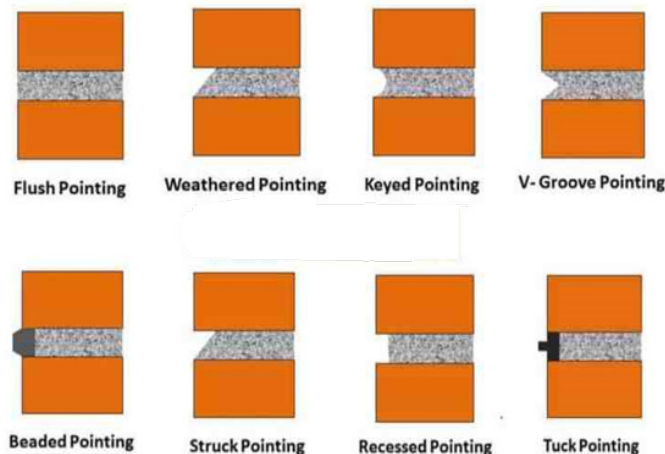 Flush Pointing
Weathered Pointing
Keyed Pointing
V- Groove Pointing
Beaded Pointing
Struck Pointing
Recessed Pointing
Tuck Pointing